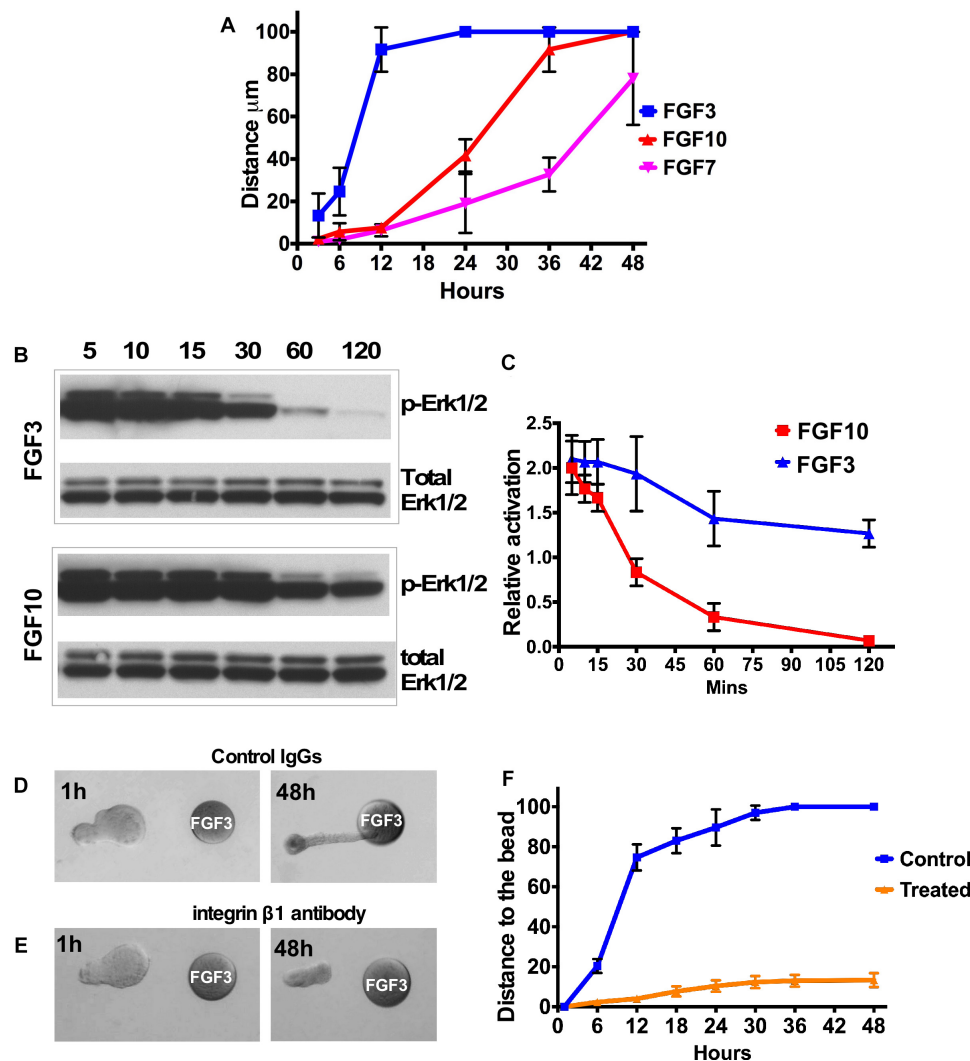 A
Distance μm
100
80
60
40
20
0
0 6 12 18 24 30 36 42 48
Hours
FGF3
FGF10
FGF7
B
5 10 15 30 60 120
FGF3
p-Erk1/2
Total
Erk1/2
FGF10
p-Erk1/2
total
Erk1/2
C
Relative activation
2.5
2.0
1.5
1.0
0.5
0.0
0 15 30 45 60 75 90 105 120
Mins
FGF10
FGF3
Control IgGs
D
1h
FGF3
48h
FGF3
integrin β1 antibody
E
1h
FGF3
48h
FGF3
F
Distance to the bead
100
80
60
40
20
0
0 6 12 18 24 30 36 42 48
Hours
Control
Treated